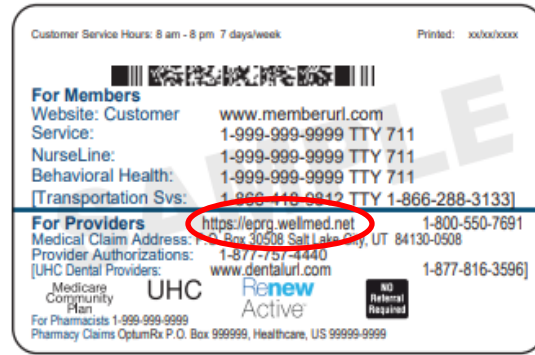 Customer Service Hours: 8 am - 8 pm 7 days/week Printed: xx/xx/xxxx
SAMPLE
For Members
Website: Customer www.memberurl.com
Service: 1-999-999-9999 TTY 711
NurseLine: 1-999-999-9999 TTY 711
Behavioral Health: 1-999-999-9999 TTY 711
[Transportation Svs: 1-866-418-9812 TTY 1-866-288-3133]
For Providers https://eprg.wellmed.net 1-800-550-7691
Medical Claim Address: P.O. Box 30508 Salt Lake City, UT 84130-0508
Provider Authorizations: 1-877-757-4440
[UHC Dental Providers: www.dentalurl.com 1-877-816-3596]
Medicare
Community
Plan
UHC
Renew
Active®
NO
Referral
Required
For Pharmacists 1-999-999-9999
Pharmacy Claims OptumRx P.O. Box 999999, Healthcare, US 99999-9999